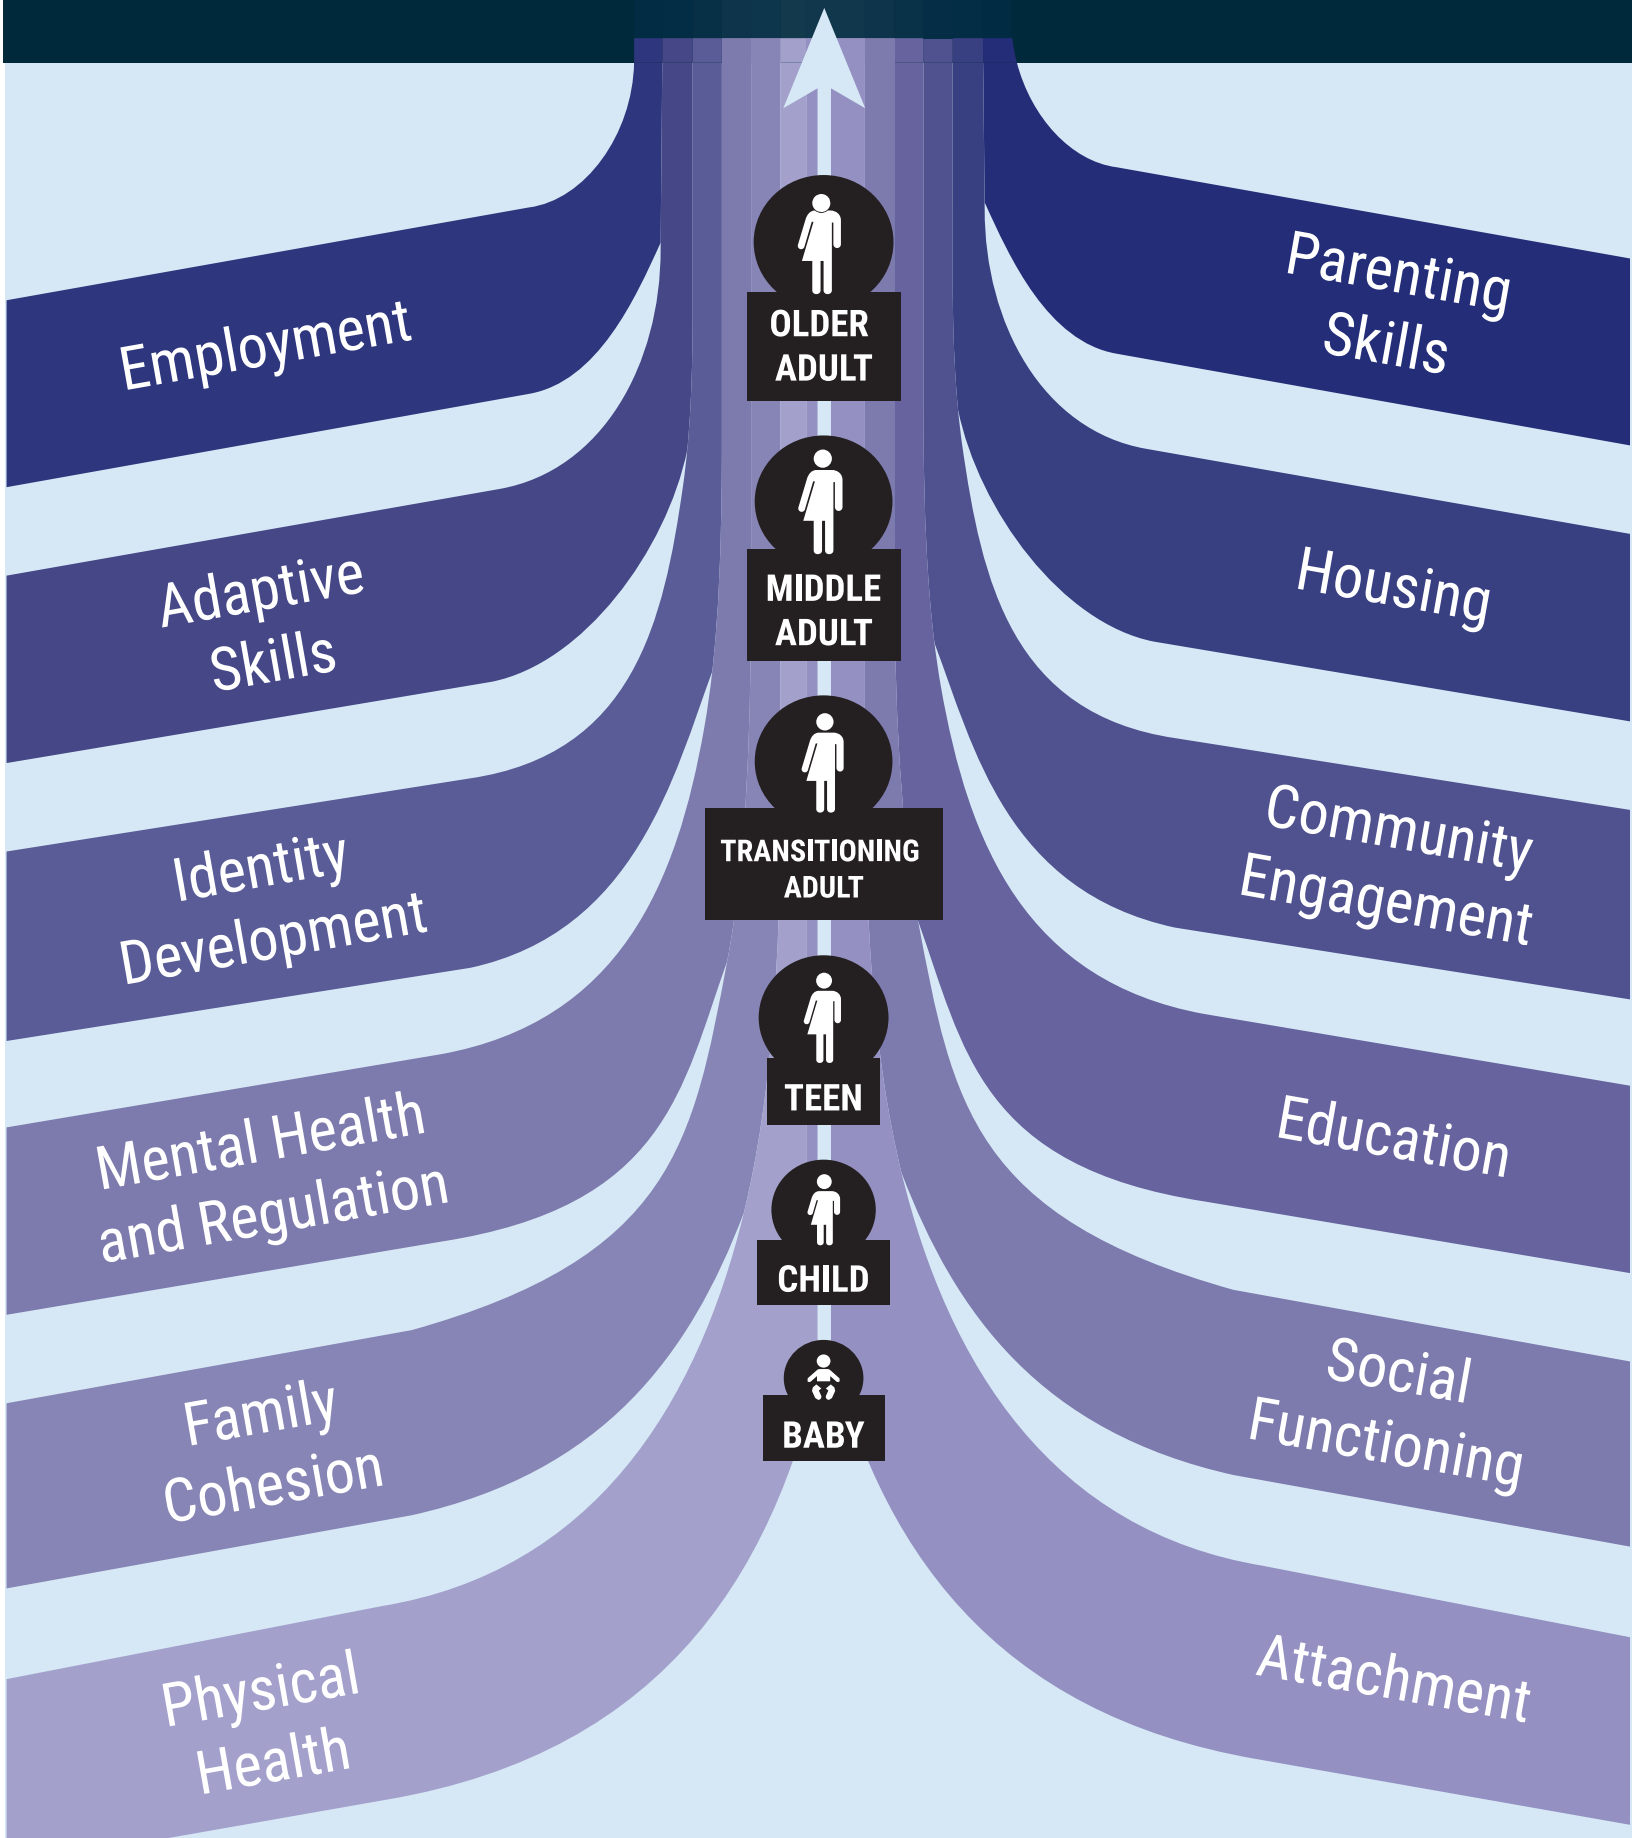 Employment
Adaptive
Skills
Identity
Development
Mental Health
and Regulation
Family
Cohesion
Physical
Health
OLDER
ADULT
MIDDLE
ADULT
TRANSITIONING
ADULT
TEEN
CHILD
BABY
Parenting
Skills
Housing
Community
Engagement
Education
Social
Functioning
Attachment